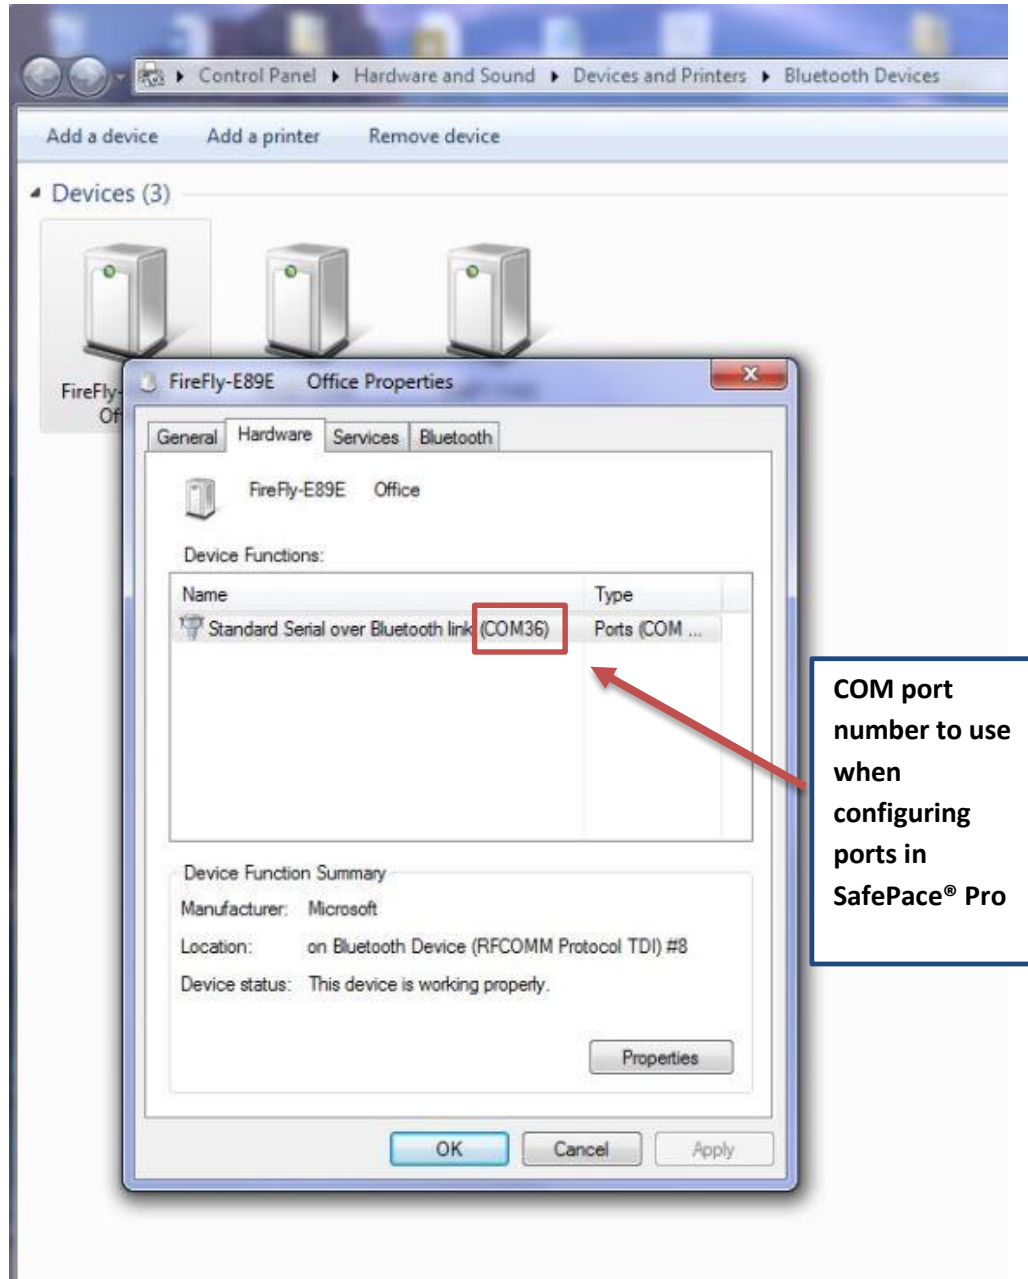 Control Panel Hardware and Sound Devices and Printers Bluetooth Devices
Add a device Add a printer Remove device
Devices (3)
FireFly-
Of
FireFly-E89E Office Properties
General Hardware Services Bluetooth
FireFly-E89E Office
Device Functions:
Name Type
Standard Serial over Bluetooth link (COM36) Ports (COM ...
COM port
number to use
when
configuring
ports in
SafePace® Pro
Device Function Summary
Manufacturer: Microsoft
Location: on Bluetooth Device (RFCOMM Protocol TDI) #8
Device status: This device is working properly.
Properties
OK Cancel Apply